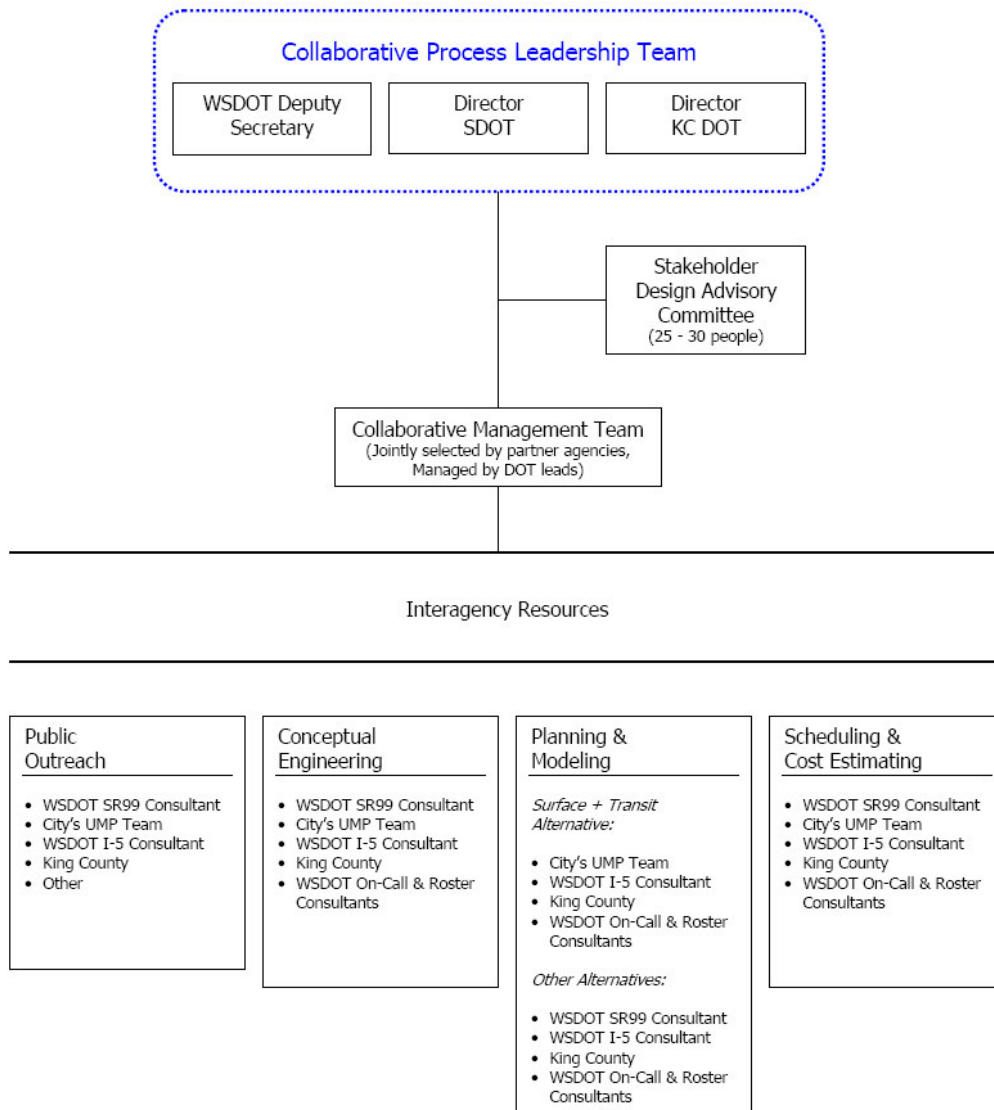 Collaborative Process Leadership Team
WSDOT Deputy
Secretary
Director
SDOT
Director
KC DOT
Stakeholder
Design Advisory
Committee
(25 - 30 people)
Collaborative Management Team
(Jointly selected by partner agencies,
Managed by DOT leads)
Interagency Resources
Public
Outreach
• WSDOT SR99 Consultant
• City's UMP Team
• WSDOT I-5 Consultant
• King County
• Other
Conceptual
Engineering
• WSDOT SR99 Consultant
• City's UMP Team
• WSDOT I-5 Consultant
• King County
• WSDOT On-Call & Roster
Consultants
Planning &
Modeling
Surface + Transit
Alternative:
• City's UMP Team
• WSDOT I-5 Consultant
• King County
• WSDOT On-Call & Roster
Consultants
Other Alternatives:
• WSDOT SR99 Consultant
• WSDOT I-5 Consultant
• King County
• WSDOT On-Call & Roster
Consultants
Scheduling &
Cost Estimating
• WSDOT SR99 Consultant
• City's UMP Team
• WSDOT I-5 Consultant
• King County
• WSDOT On-Call & Roster
Consultants